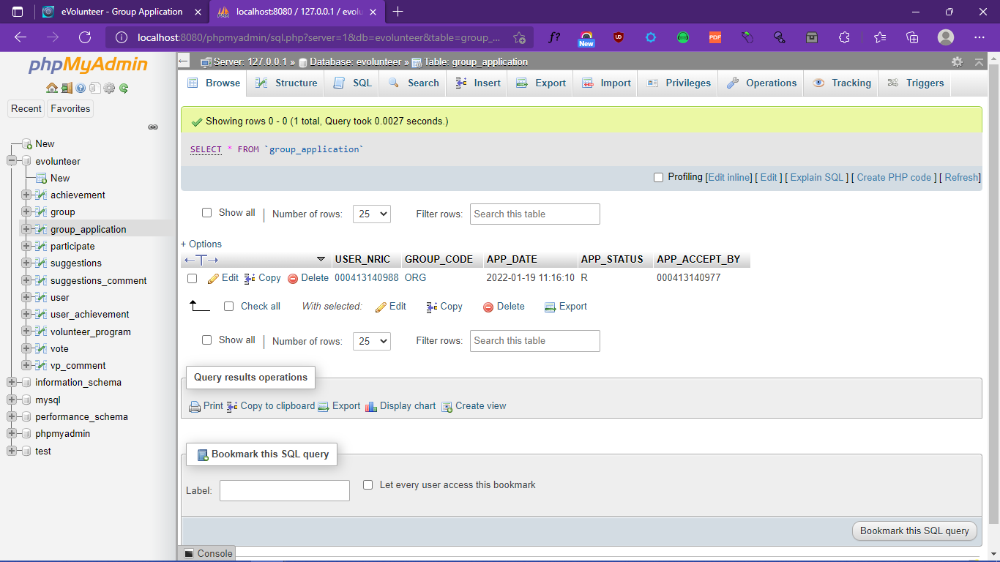 eVolunteer - Group Application
localhost:8080 / 127.0.0.1 / evolu
localhost:8080/phpmyadmin/sql.php?server=1&db=evolunteer&table=group_...
f?
New
UD
PDF
phpMyAdmin
Recent
Favorites
New
evolunteer
New
achievement
group
group_application
participate
suggestions
suggestions_comment
user
user_achievement
volunteer_program
vote
vp_comment
information_schema
mysql
performance_schema
phpmyadmin
test
Server: 127.0.0.1 » Database: evolunteer » Table: group_application
Browse Structure SQL Search Insert Export Import Privileges Operations Tracking Triggers
Showing rows 0 - 0 (1 total, Query took 0.0027 seconds.)
SELECT * FROM `group_application`
Profiling [Edit inline] [ Edit ] [ Explain SQL ] [ Create PHP code ] [ Refresh]
Show all | Number of rows: 25 Filter rows: Search this table
+ Options
←T→ USER_NRIC GROUP_CODE APP_DATE APP_STATUS APP_ACCEPT_BY
Edit Copy Delete 000413140988 ORG 2022-01-19 11:16:10 R 000413140977
Check all With selected: Edit Copy Delete Export
Show all | Number of rows: 25 Filter rows: Search this table
Query results operations
Print Copy to clipboard Export Display chart Create view
Bookmark this SQL query
Label: Let every user access this bookmark
Bookmark this SQL query
Console